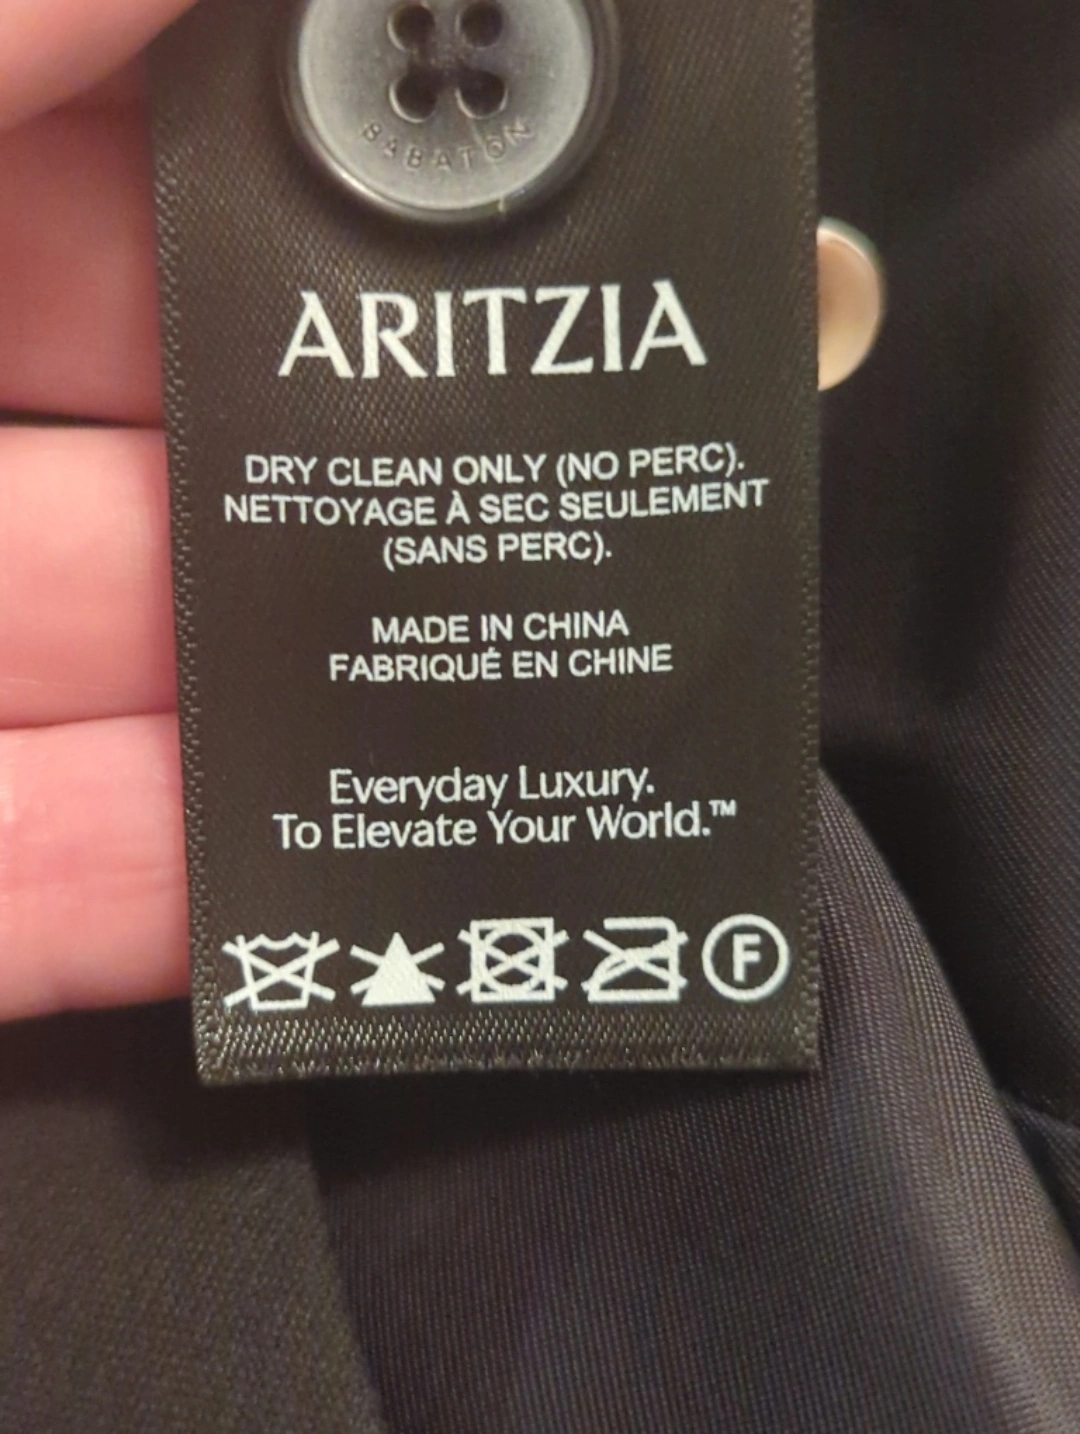 BABATON
ARITZIA
DRY CLEAN ONLY (NO PERC).
NETTOYAGE À SEC SEULEMENT
(SANS PERC).
MADE IN CHINA
FABRIQUÉ EN CHINE
Everyday Luxury.
To Elevate Your World.™
F